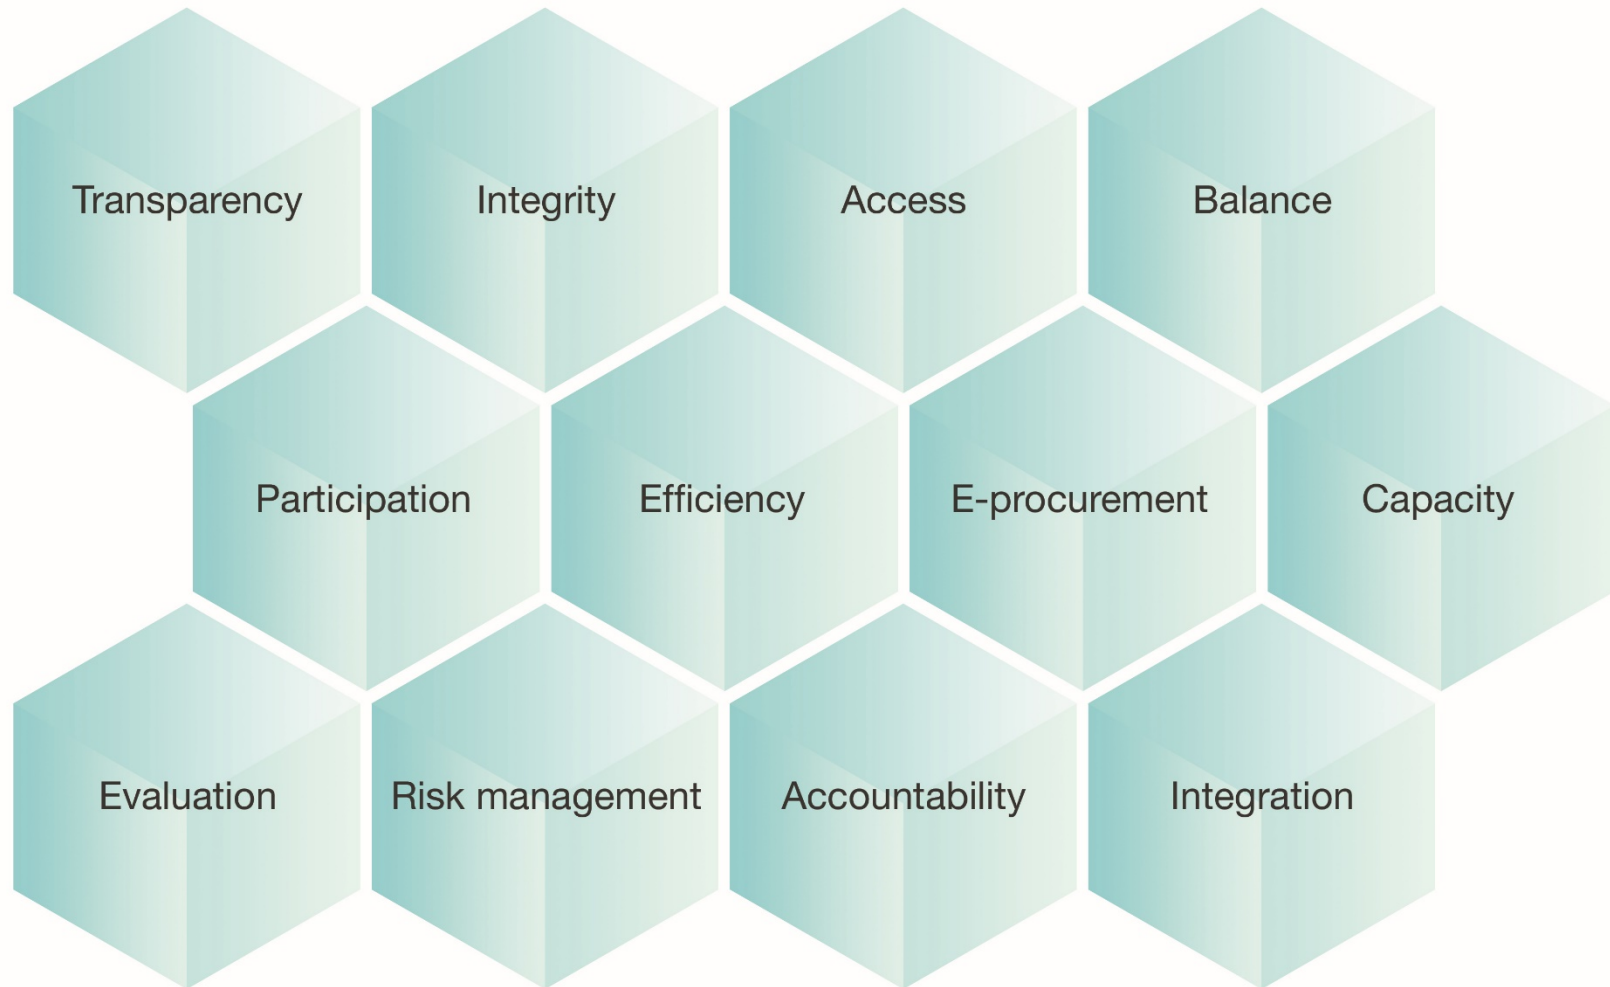 Transparency
Integrity
Access
Balance
Participation
Efficiency
E-procurement
Capacity
Evaluation
Risk management
Accountability
Integration